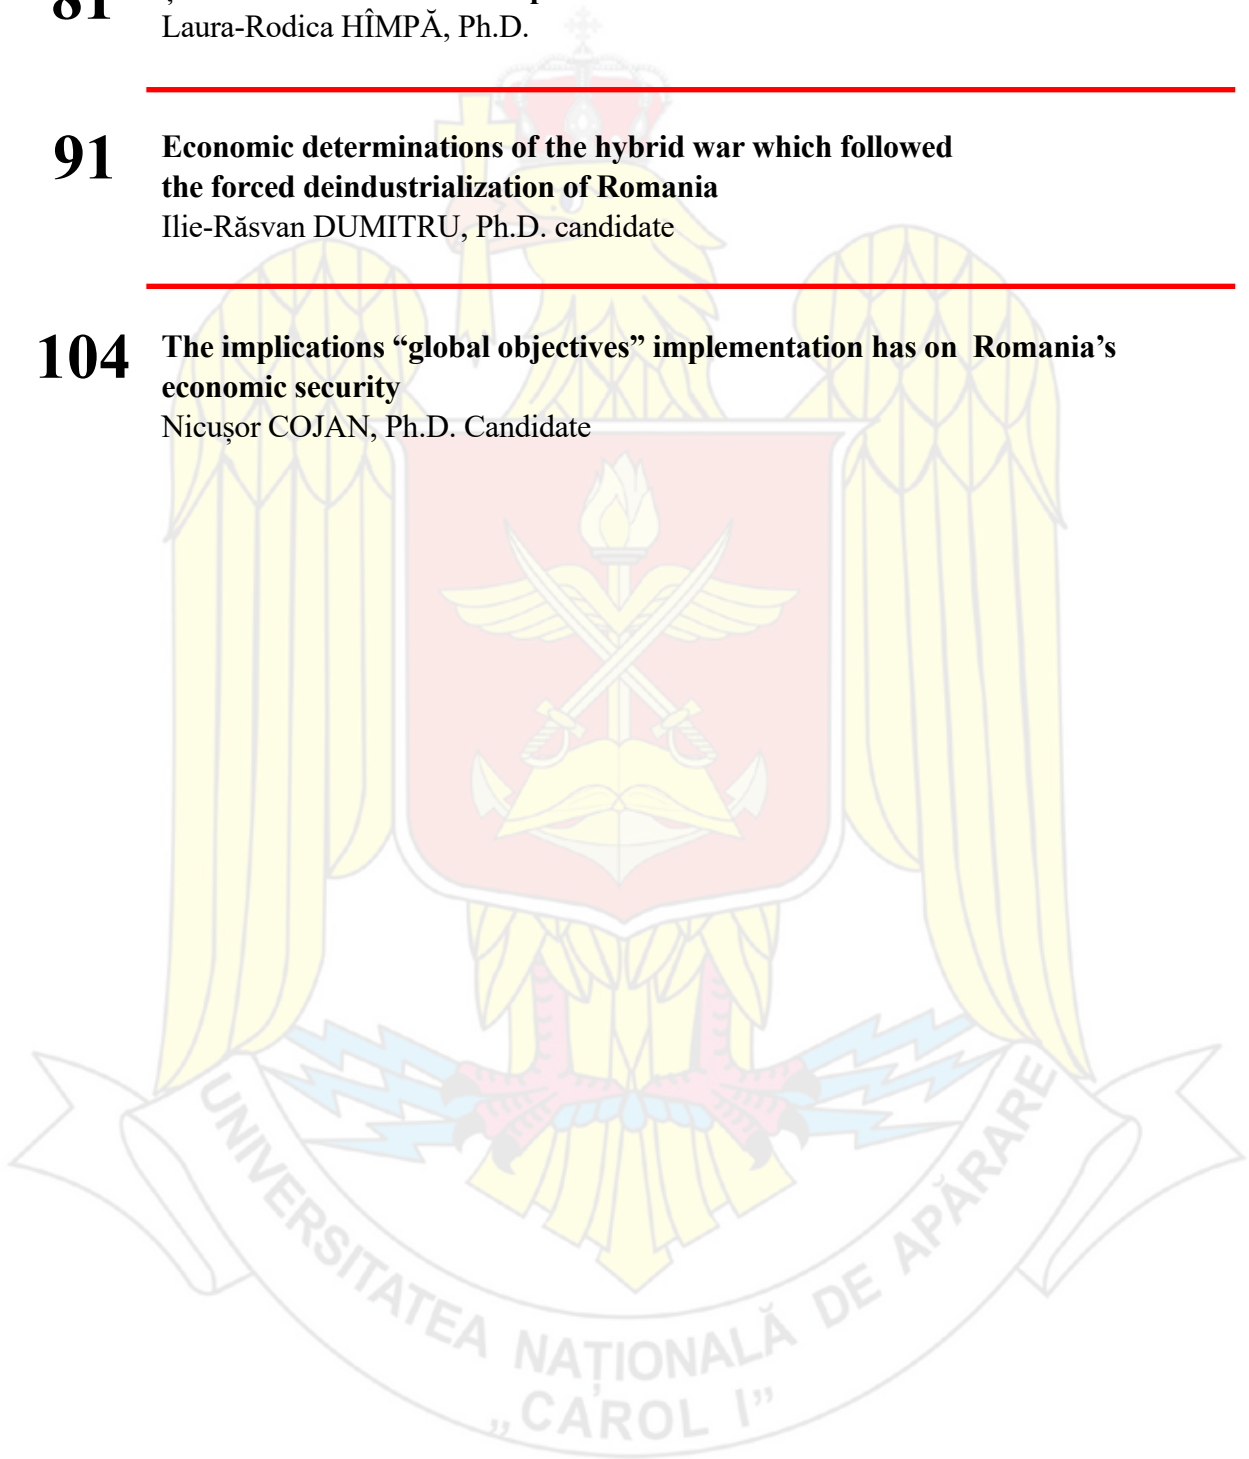 81
Laura-Rodica HÎMPĂ, Ph.D.
91 Economic determinations of the hybrid war which followed
the forced deindustrialization of Romania
Ilie-Răsvan DUMITRU, Ph.D. candidate
104 The implications “global objectives” implementation has on Romania’s
economic security
Nicușor COJAN, Ph.D. Candidate
UNIVERSITATEA NAȚIONALĂ DE APĂRARE
„CAROL I”